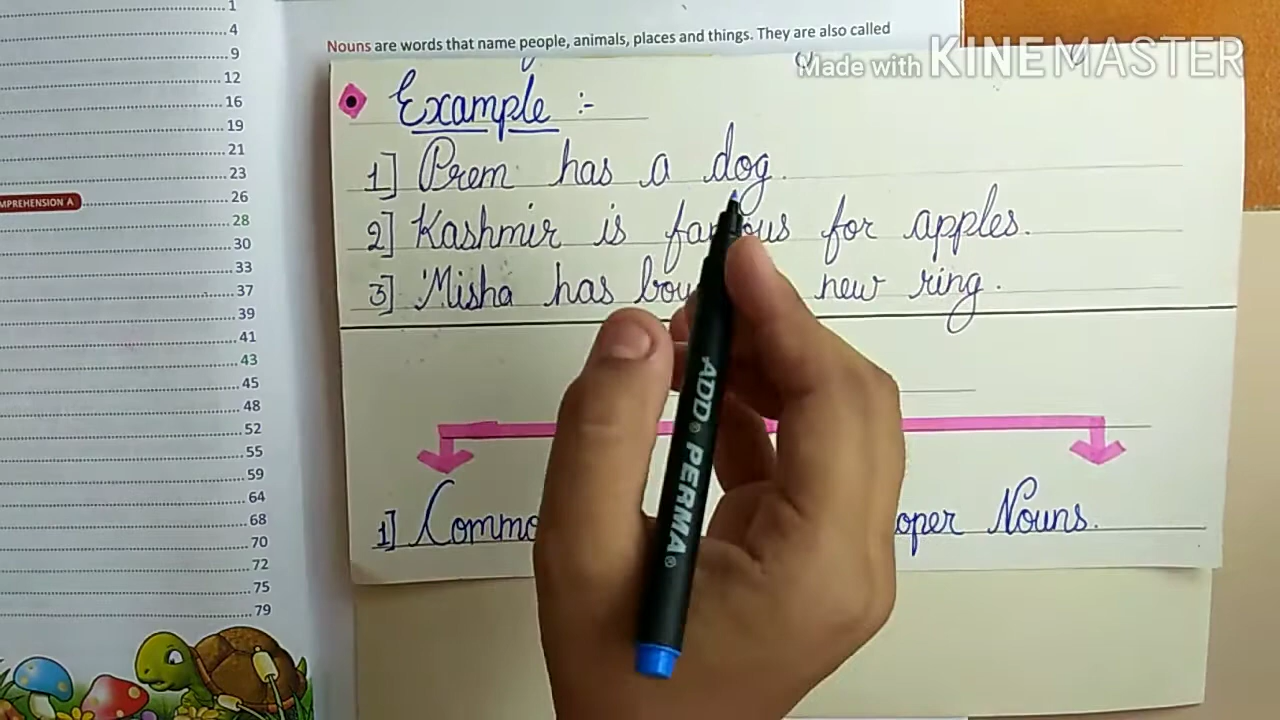 1
4
9
12
16
19
21
23
MPREHENSION A 26
28
30
33
37
39
41
43
45
48
52
55
59
64
68
70
72
75
79
Nouns are words that name people, animals, places and things. They are also called
Made with KINEMASTER
Example :-
1] Prem has a dog.
2] Kashmir is famous for apples.
3] Misha has bou new ring.
1] Commo oper Nouns.
ADD® PERMA®